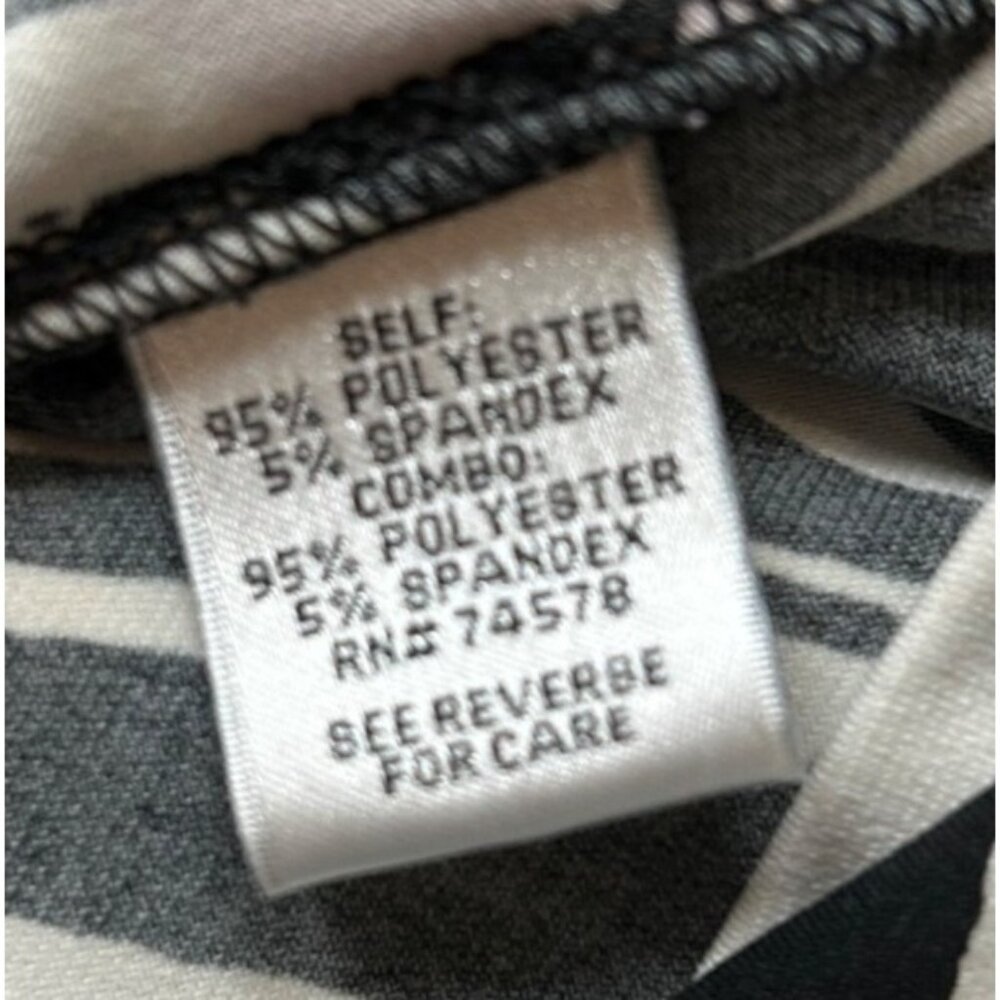 SELF:
95% POLYESTER
5% SPANDEX
COMBO:
95% POLYESTER
5% SPANDEX
RN# 74578
SEE REVERSE
FOR CARE